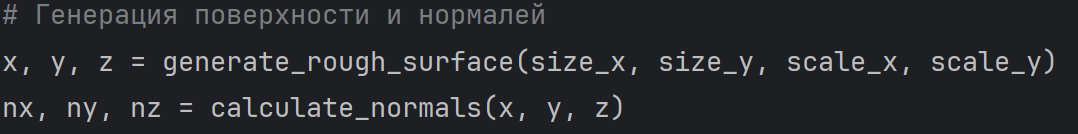 # Генерация поверхности и нормалей
x, y, z = generate_rough_surface(size_x, size_y, scale_x, scale_y)
nx, ny, nz = calculate_normals(x, y, z)